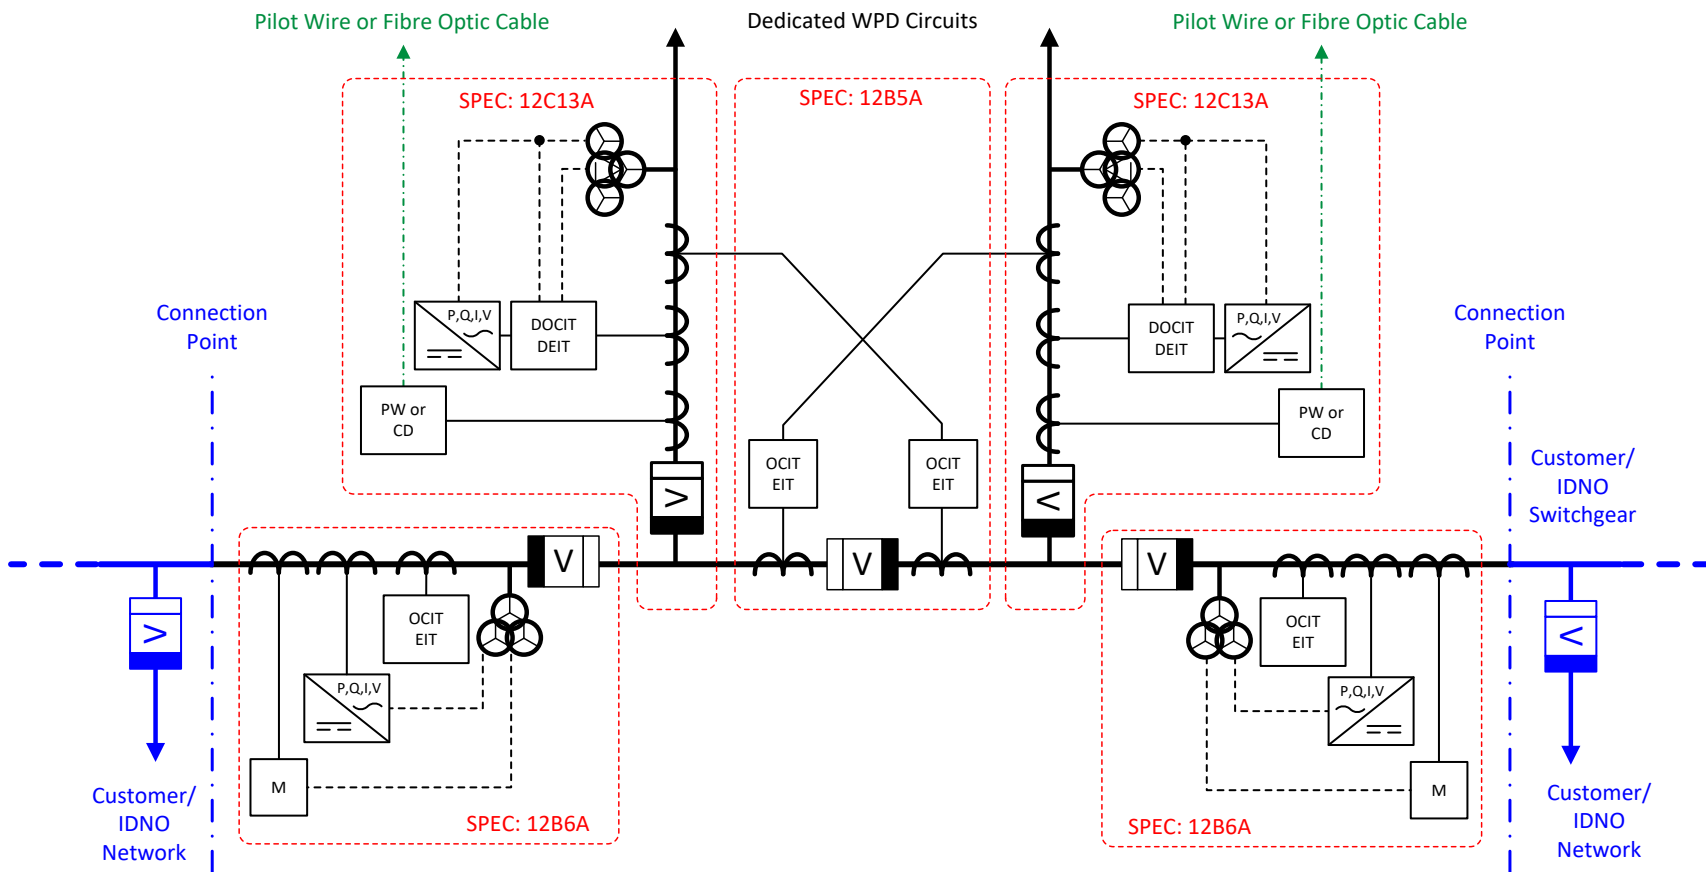 Pilot Wire or Fibre Optic Cable
Dedicated WPD Circuits
Pilot Wire or Fibre Optic Cable
SPEC: 12C13A
SPEC: 12B5A
SPEC: 12C13A
P,Q,I,V
DOCIT
DEIT
DOCIT
DEIT
P,Q,I,V
Connection
Point
Connection
Point
PW or
CD
PW or
CD
OCIT
EIT
OCIT
EIT
Customer/
IDNO
Switchgear
V
V
V
V
V
V
V
OCIT
EIT
OCIT
EIT
P,Q,I,V
P,Q,I,V
M
M
Customer/
IDNO
Network
SPEC: 12B6A
SPEC: 12B6A
Customer/
IDNO
Network